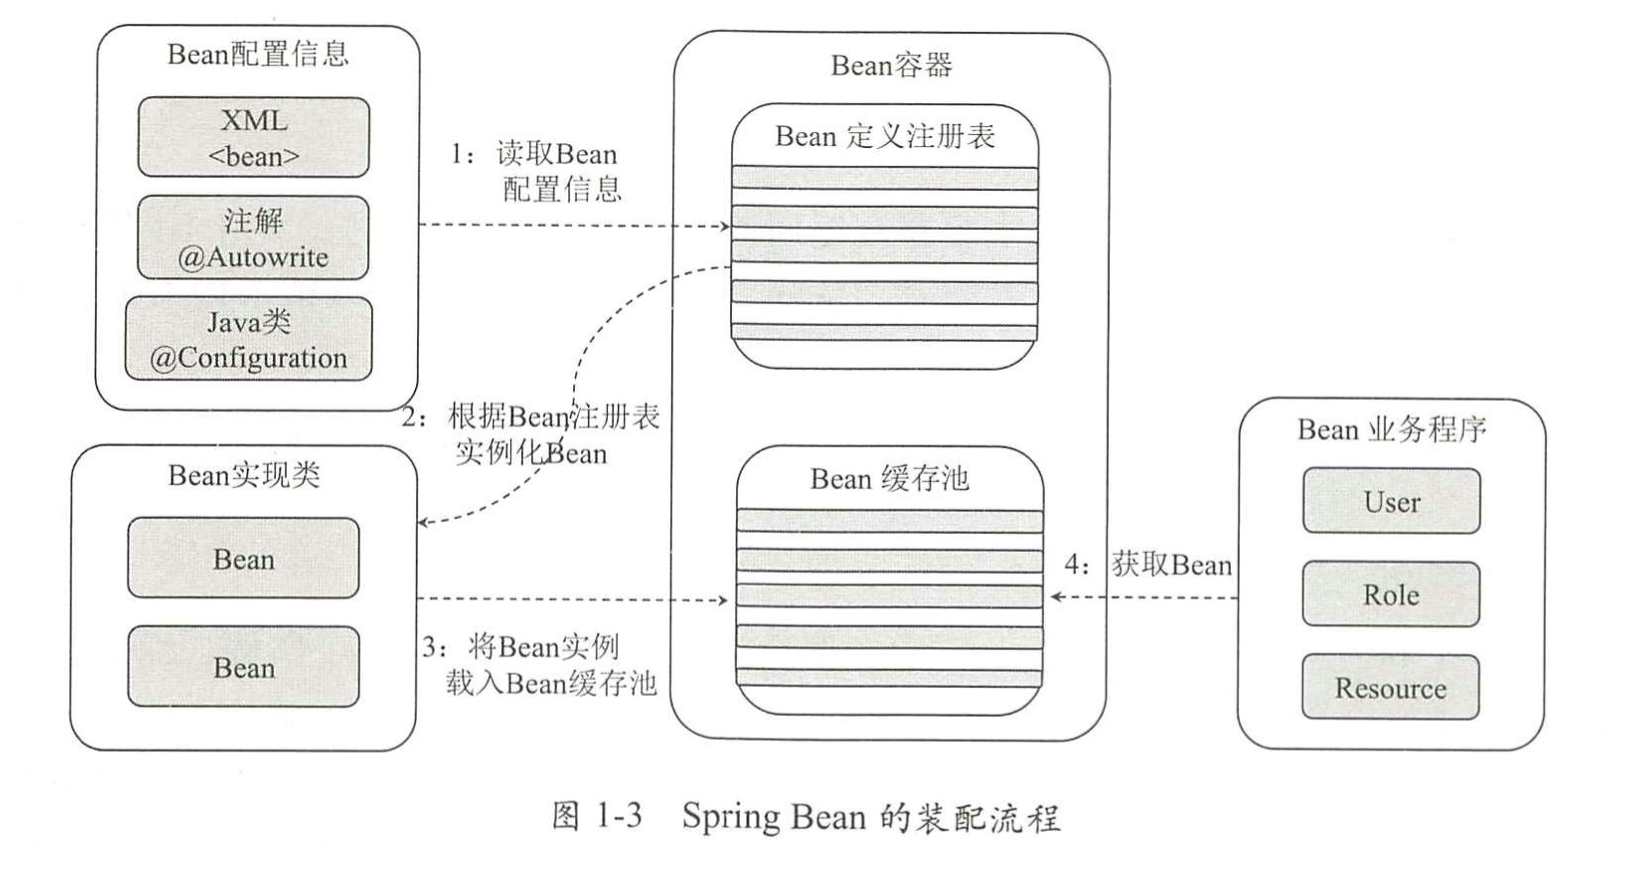 Bean配置信息
XML
<bean>
注解
@Autowrite
Java类
@Configuration
1：读取Bean
配置信息
2：根据Bean注册表
实例化Bean
Bean实现类
Bean
Bean
3：将Bean实例
载入Bean缓存池
Bean容器
Bean 定义注册表
Bean 缓存池
4：获取Bean
Bean 业务程序
User
Role
Resource
图 1-3 Spring Bean 的装配流程